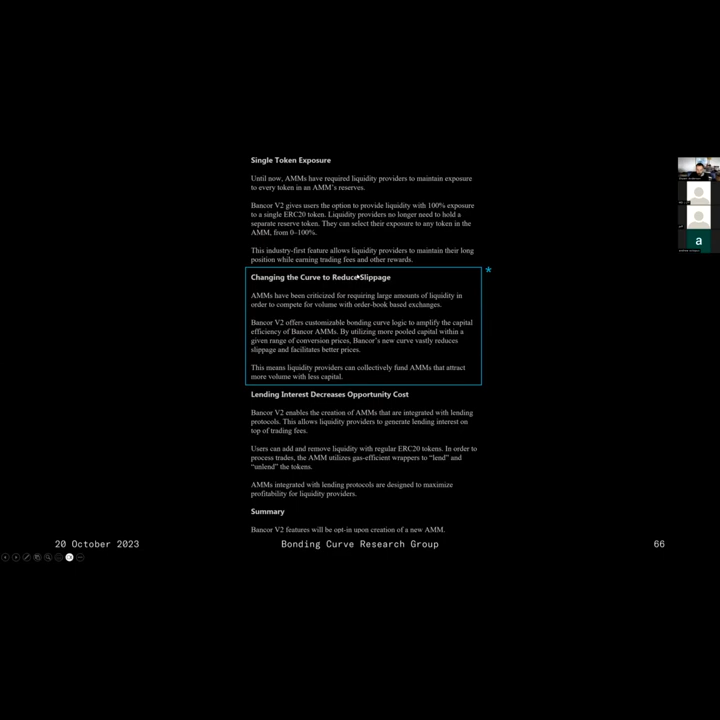 Single Token Exposure
Until now, AMMs have required liquidity providers to maintain exposure
to every token in an AMM's reserves.
Bancor V2 gives users the option to provide liquidity with 100% exposure
to a single ERC20 token. Liquidity providers no longer need to hold a
separate reserve token. They can select their exposure to any token in the
AMM, from 0–100%.
This industry-first feature allows liquidity providers to maintain their long
position while earning trading fees and other rewards.
*
Changing the Curve to Reduce Slippage
AMMs have been criticized for requiring large amounts of liquidity in
order to compete for volume with order-book based exchanges.
Bancor V2 offers customizable bonding curve logic to amplify the capital
efficiency of Bancor AMMs. By utilizing more pooled capital within a
given range of conversion prices, Bancor's new curve vastly reduces
slippage and facilitates better prices.
This means liquidity providers can collectively fund AMMs that attract
more volume with less capital.
Lending Interest Decreases Opportunity Cost
Bancor V2 enables the creation of AMMs that are integrated with lending
protocols. This allows liquidity providers to generate lending interest on
top of trading fees.
Users can add and remove liquidity with regular ERC20 tokens. In order to
process trades, the AMM utilizes gas-efficient wrappers to “lend” and
“unlend” the tokens.
AMMs integrated with lending protocols are designed to maximize
profitability for liquidity providers.
Summary
Bancor V2 features will be opt-in upon creation of a new AMM.
20 October 2023
Bonding Curve Research Group
66
a